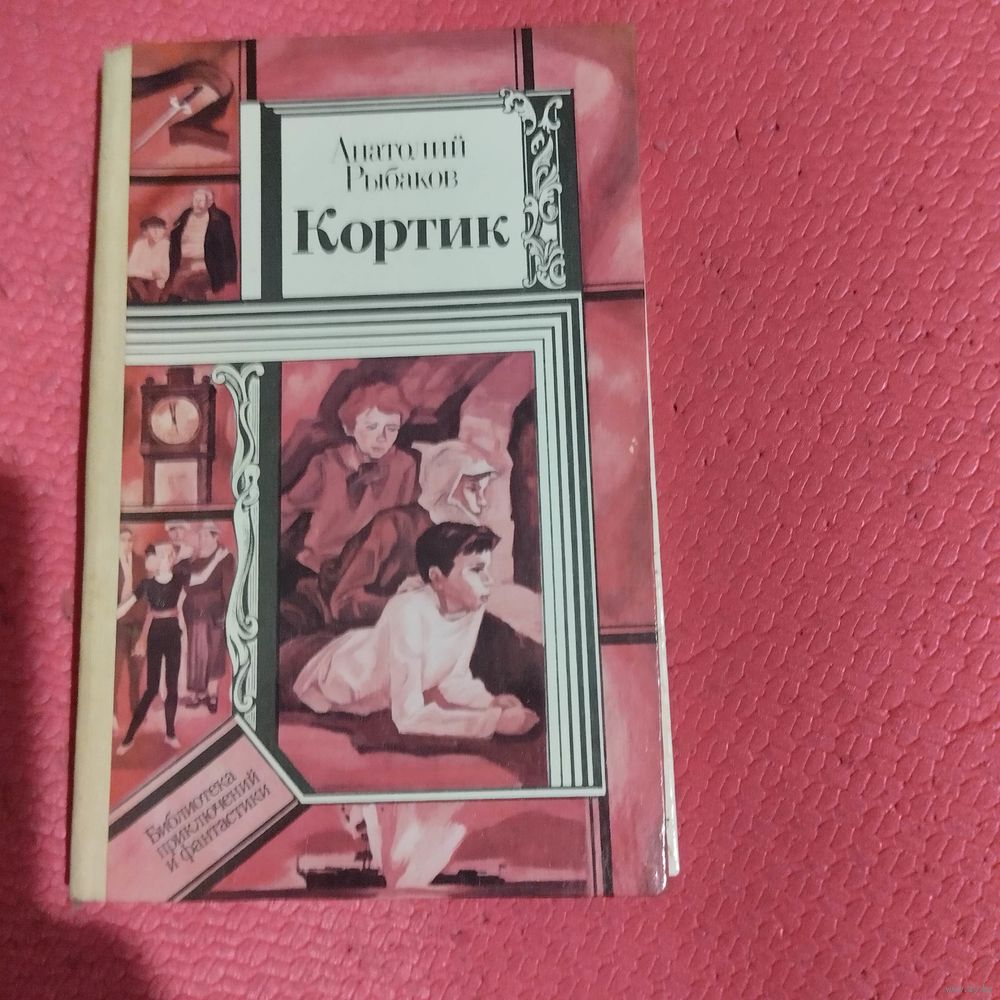 Анатолий
Рыбаков
Кортик
Библиотека
приключений
и фантастики